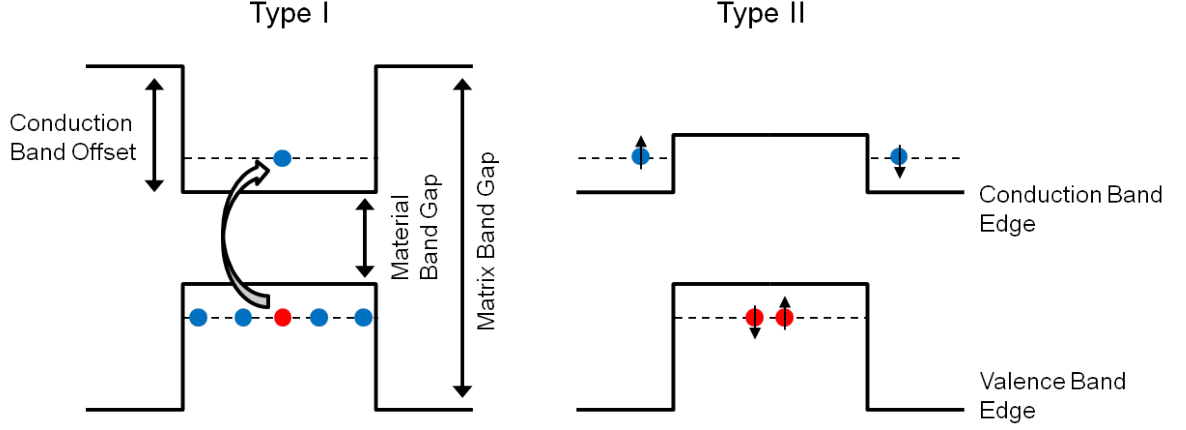 Type I
Type II
Conduction
Band Offset
Material
Band Gap
Matrix Band Gap
Conduction Band
Edge
Valence Band
Edge